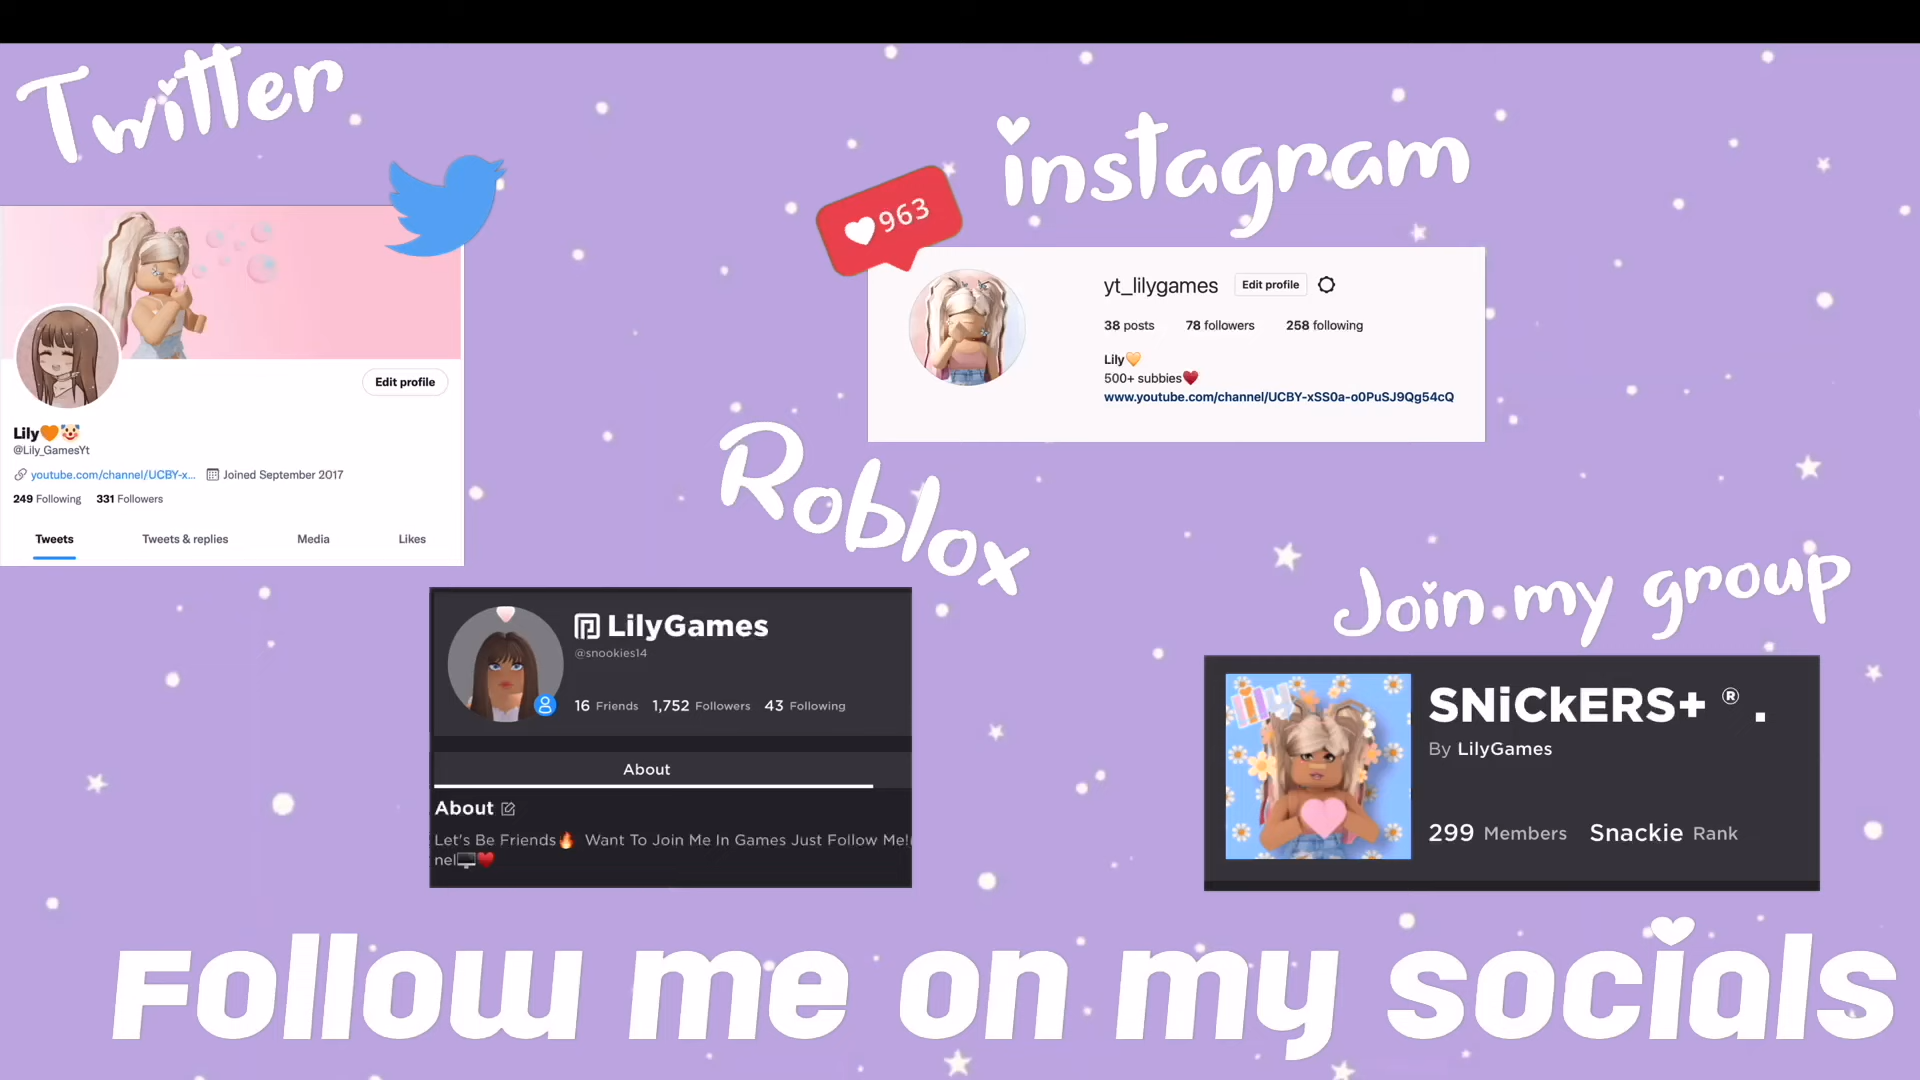 Twitter
Edit profile
Lily🧡🤡
@Lily_GamesYt
youtube.com/channel/UCBY-x... Joined September 2017
249 Following 331 Followers
Tweets Tweets & replies Media Likes
instagram
963
yt_lilygames Edit profile
38 posts 78 followers 258 following
Lily🧡
500+ subbies❤️
www.youtube.com/channel/UCBY-xSS0a-o0PuSJ9Qg54cQ
Roblox
LilyGames
@snookies14
16 Friends 1,752 Followers 43 Following
About
About
Let's Be Friends🔥 Want To Join Me In Games Just Follow Me!
nel🖥️❤️
Join my group
lily
SNiCkERS+ ® .
By LilyGames
299 Members Snackie Rank
Follow me on my socials